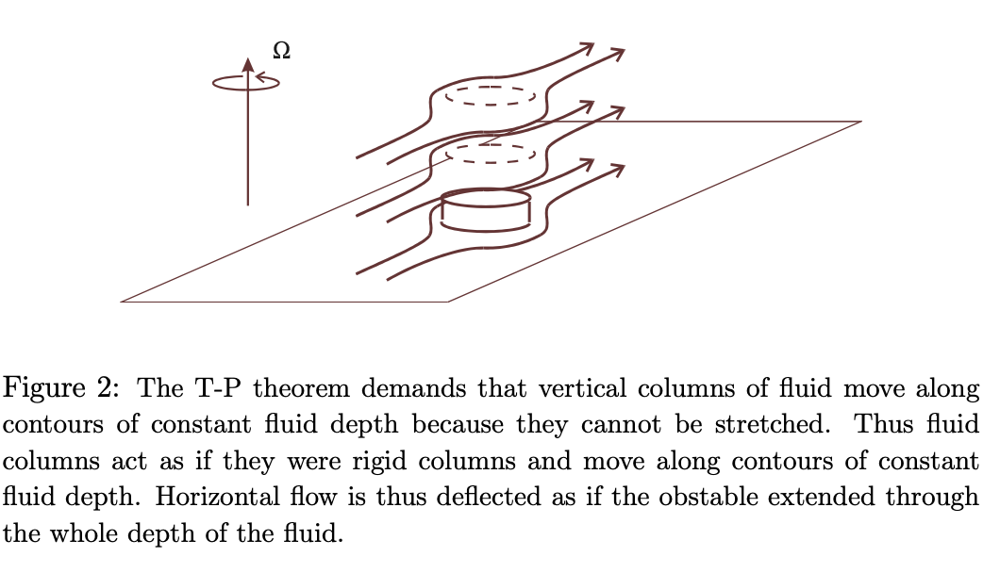 Ω
Figure 2: The T-P theorem demands that vertical columns of fluid move along
contours of constant fluid depth because they cannot be stretched. Thus fluid
columns act as if they were rigid columns and move along contours of constant
fluid depth. Horizontal flow is thus deflected as if the obstable extended through
the whole depth of the fluid.